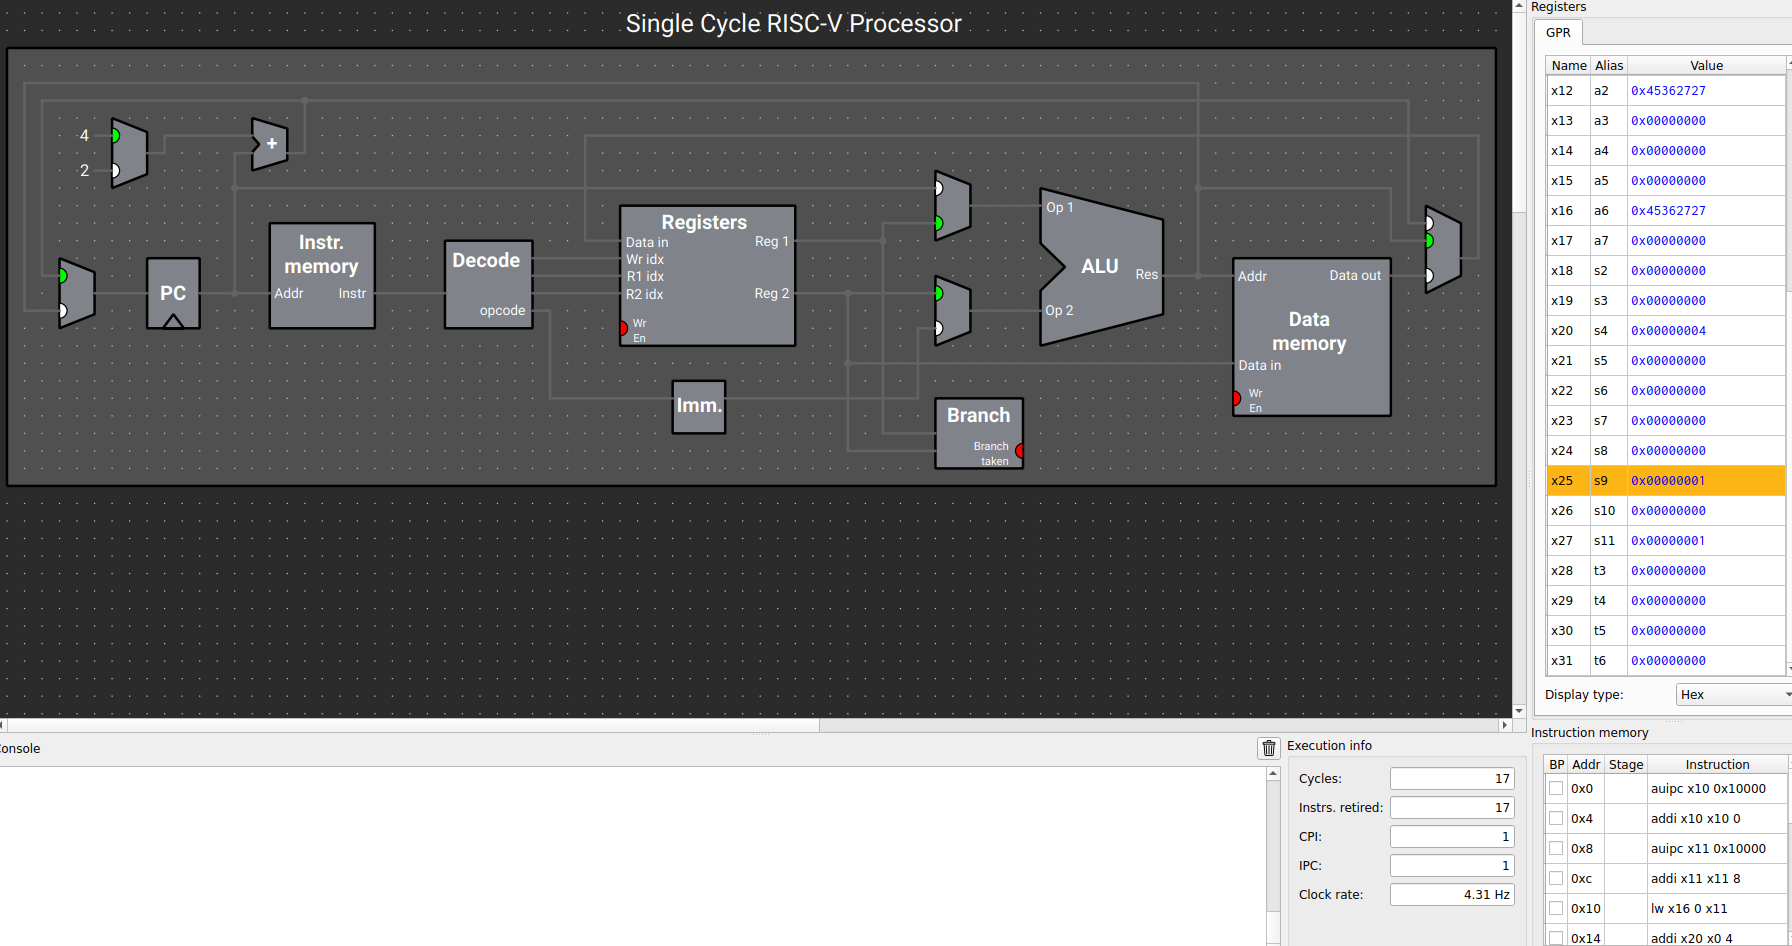 Single Cycle RISC-V Processor
4
2
+
PC
Instr.
memory
Addr
Instr
Decode
opcode
Registers
Data in
Wr idx
R1 idx
R2 idx
Reg 1
Reg 2
Wr
En
Imm.
Op 1
ALU
Res
Op 2
Branch
Branch
taken
Addr
Data out
Data
memory
Data in
Wr
En
Registers
GPR
Name Alias Value
x12 a2 0x45362727
x13 a3 0x00000000
x14 a4 0x00000000
x15 a5 0x00000000
x16 a6 0x45362727
x17 a7 0x00000000
x18 s2 0x00000000
x19 s3 0x00000000
x20 s4 0x00000004
x21 s5 0x00000000
x22 s6 0x00000000
x23 s7 0x00000000
x24 s8 0x00000000
x25 s9 0x00000001
x26 s10 0x00000000
x27 s11 0x00000001
x28 t3 0x00000000
x29 t4 0x00000000
x30 t5 0x00000000
x31 t6 0x00000000
Display type: Hex
onsole
Execution info
Cycles: 17
Instrs. retired: 17
CPI: 1
IPC: 1
Clock rate: 4.31 Hz
Instruction memory
BP Addr Stage Instruction
0x0 auipc x10 0x10000
0x4 addi x10 x10 0
0x8 auipc x11 0x10000
0xc addi x11 x11 8
0x10 lw x16 0 x11
0x14 addi x20 x0 4